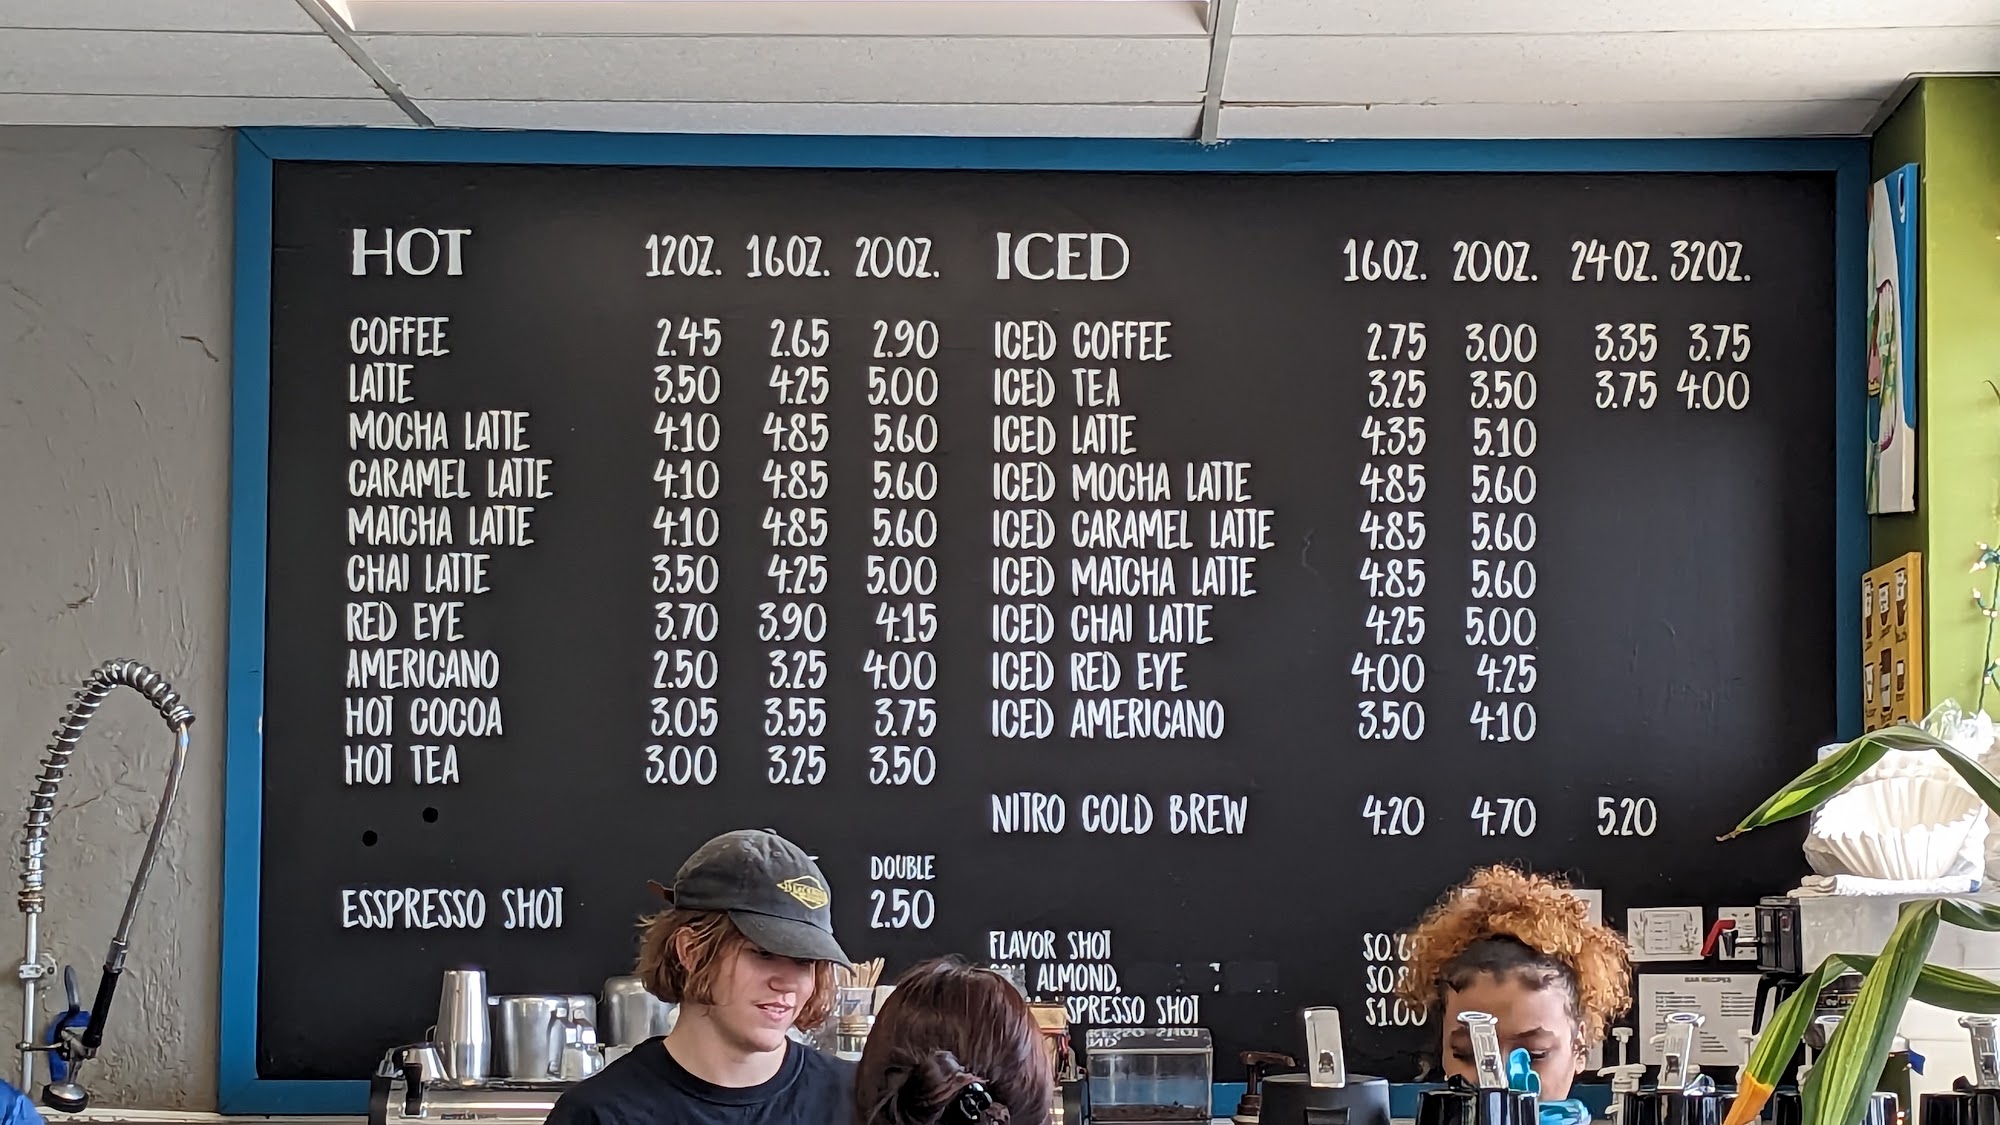 HOT 12OZ. 16OZ. 20OZ.
COFFEE 2.45 2.65 2.90
LATTE 3.50 4.25 5.00
MOCHA LATTE 4.10 4.85 5.60
CARAMEL LATTE 4.10 4.85 5.60
MATCHA LATTE 4.10 4.85 5.60
CHAI LATTE 3.50 4.25 5.00
RED EYE 3.70 3.90 4.15
AMERICANO 2.50 3.25 4.00
HOT COCOA 3.05 3.55 3.75
HOT TEA 3.00 3.25 3.50
DOUBLE
ESSPRESSO SHOT 2.50
ICED 16OZ. 20OZ. 24OZ. 32OZ.
ICED COFFEE 2.75 3.00 3.35 3.75
ICED TEA 3.25 3.50 3.75 4.00
ICED LATTE 4.35 5.10
ICED MOCHA LATTE 4.85 5.60
ICED CARAMEL LATTE 4.85 5.60
ICED MATCHA LATTE 4.85 5.60
ICED CHAI LATTE 4.25 5.00
ICED RED EYE 4.00 4.25
ICED AMERICANO 3.50 4.10
NITRO COLD BREW 4.20 4.70 5.20
FLAVOR SHOT
ALMOND,
SHOT $1.00
BAR RECIPES